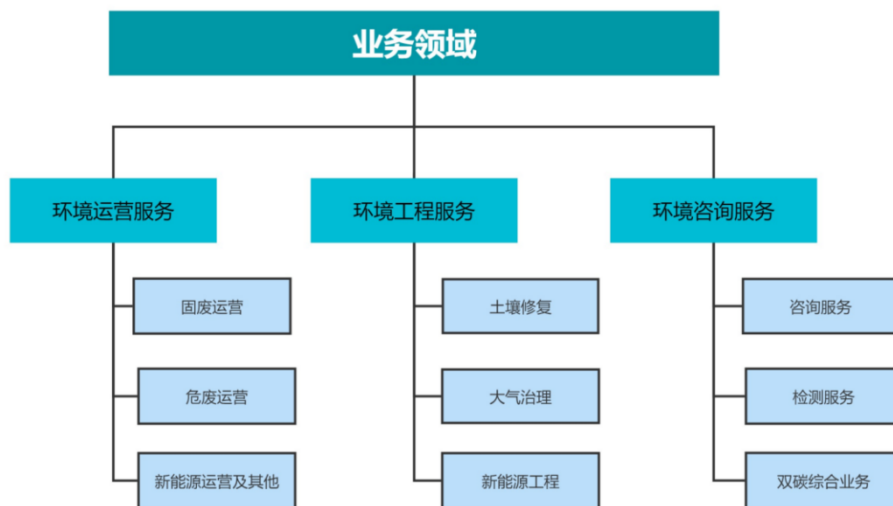 业务领域
环境运营服务
环境工程服务
环境咨询服务
固废运营
土壤修复
咨询服务
危废运营
大气治理
检测服务
新能源运营及其他
新能源工程
双碳综合业务